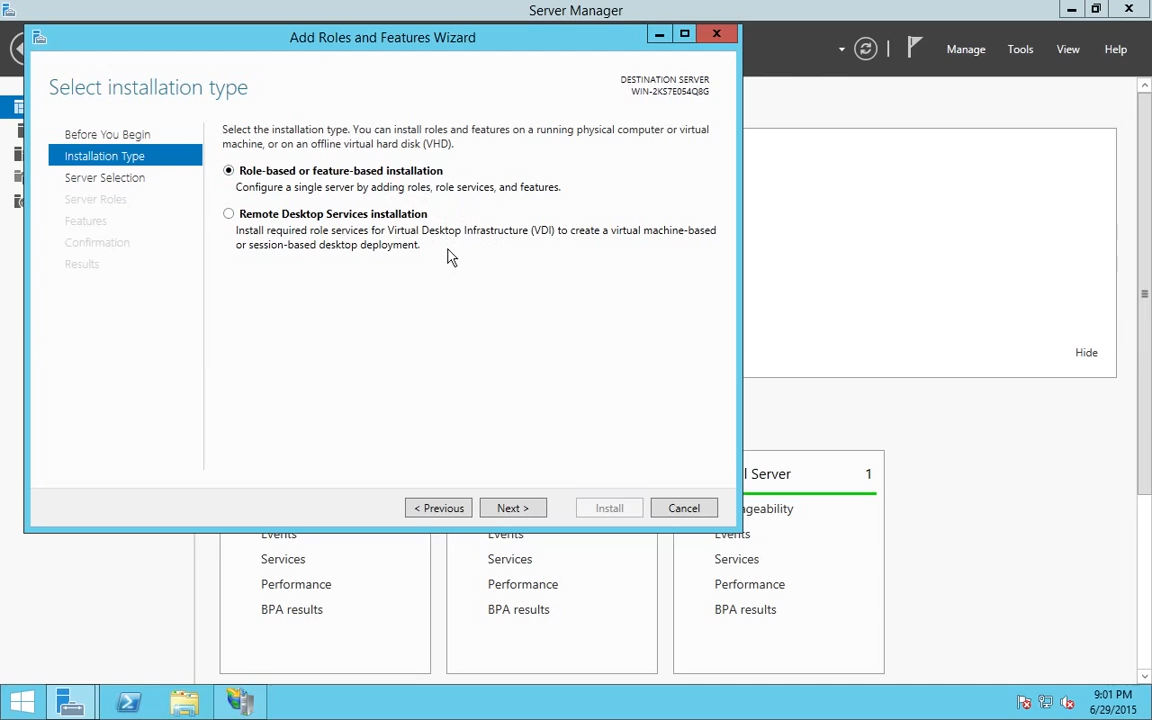 Server Manager
Manage
Tools
View
Help
Add Roles and Features Wizard
Select installation type
DESTINATION SERVER
WIN-2KS7E054Q8G
Before You Begin
Installation Type
Server Selection
Server Roles
Features
Confirmation
Results
Select the installation type. You can install roles and features on a running physical computer or virtual
machine, or on an offline virtual hard disk (VHD).
Role-based or feature-based installation
Configure a single server by adding roles, role services, and features.
Remote Desktop Services installation
Install required role services for Virtual Desktop Infrastructure (VDI) to create a virtual machine-based
or session-based desktop deployment.
< Previous
Next >
Install
Cancel
Hide
l Server 1
ageability
Events
Services
Performance
BPA results
Events
Services
Performance
BPA results
Events
Services
Performance
BPA results
9:01 PM
6/29/2015